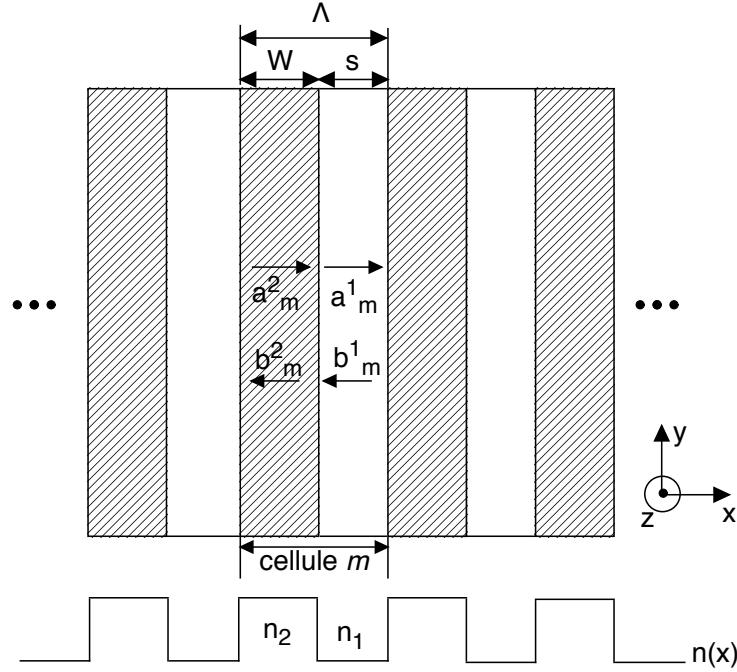 Λ
W s
a²ₘ a¹ₘ
b²ₘ b¹ₘ
y
z x
cellule m
n₂ n₁ n(x)